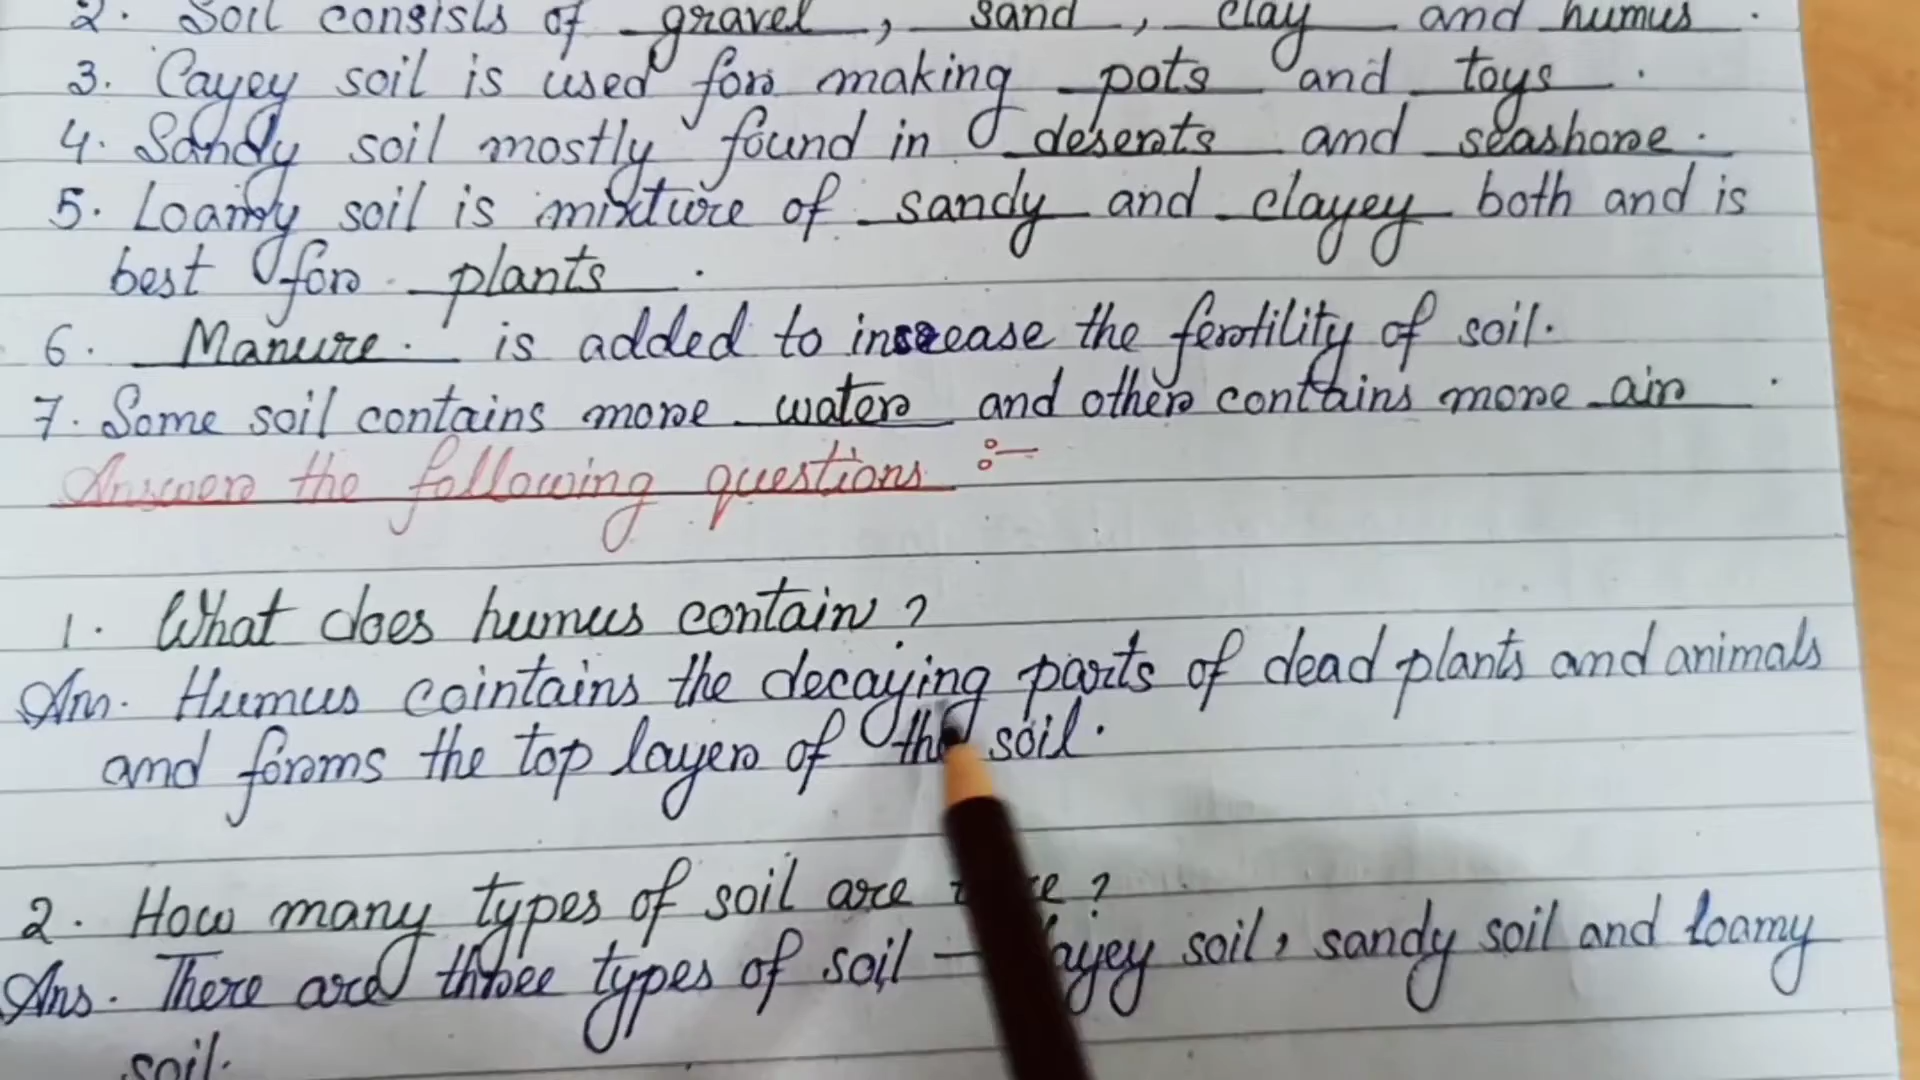 2. Soil consists of gravel, sand, clay and humus.
3. Cayey soil is used for making pots and toys.
4. Sandy soil mostly found in deserts and seashore.
5. Loamy soil is mixture of sandy and clayey both and is
best for plants.
6. Manure. is added to increase the fertility of soil.
7. Some soil contains more water and other contains more air.
Answer the following questions :-
1. What does humus contain?
Ans. Humus cointains the decaying parts of dead plants and animals
and forms the top layer of the soil.
2. How many types of soil are ?
Ans. There are three types of soil — soil, sandy soil and loamy
soil.